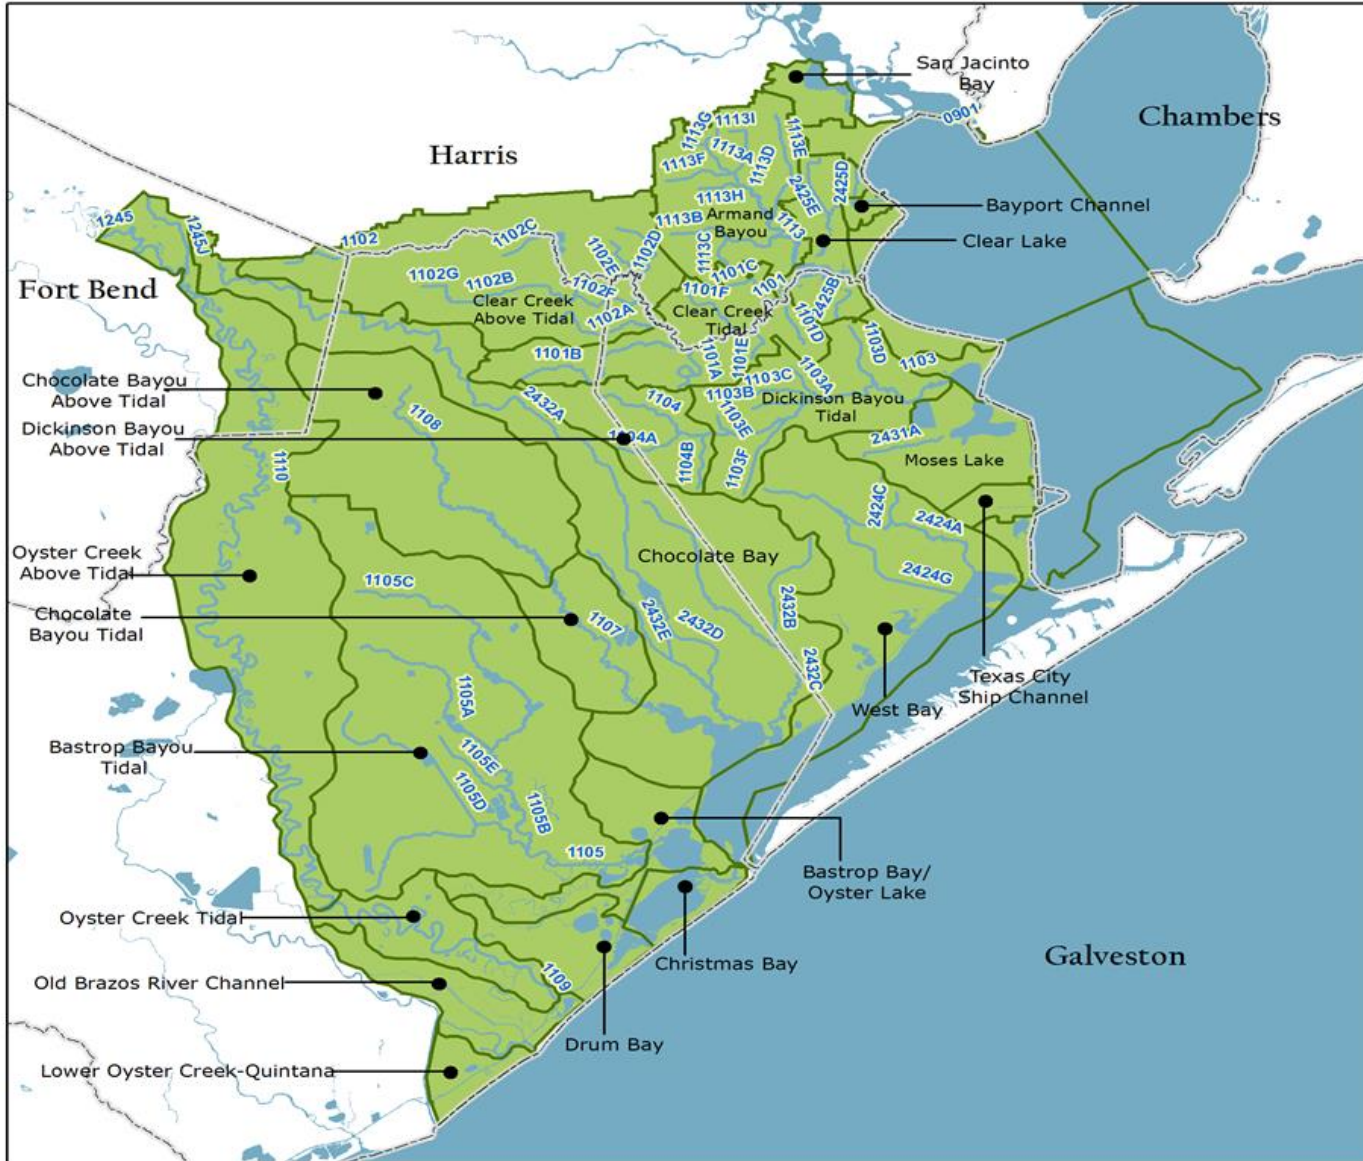 San Jacinto
Bay
0901
Chambers
Harris
1113G
1113I
1113E
1113A
1113D
1113F
2425E
2425D
1113H
Bayport Channel
1113B
Armand
Bayou
1113
Clear Lake
1245
1245J
1102
1102C
1102E
1102D
1113C
1101C
1101
1101F
Fort Bend
1102G
1102B
1102F
2425B
Clear Creek
Above Tidal
1102A
Clear Creek
Tidal
1101D
1101B
1101A
1101E
1103D
1103
Chocolate Bayou
Above Tidal
1103C
1103A
1103B
Dickinson Bayou
Tidal
1108
2432A
1104
1103E
Dickinson Bayou
Above Tidal
1104A
1104B
1103F
2431A
Moses Lake
1110
2424C
2424A
Oyster Creek
Above Tidal
1105C
Chocolate Bay
2424G
Chocolate
Bayou Tidal
1107
2432E
2432D
2432B
2432C
Texas City
Ship Channel
West Bay
1105A
Bastrop Bayou
Tidal
1105E
1105D
1105B
1105
Bastrop Bay/
Oyster Lake
Oyster Creek Tidal
Christmas Bay
Galveston
Old Brazos River Channel
1109
Drum Bay
Lower Oyster Creek-Quintana